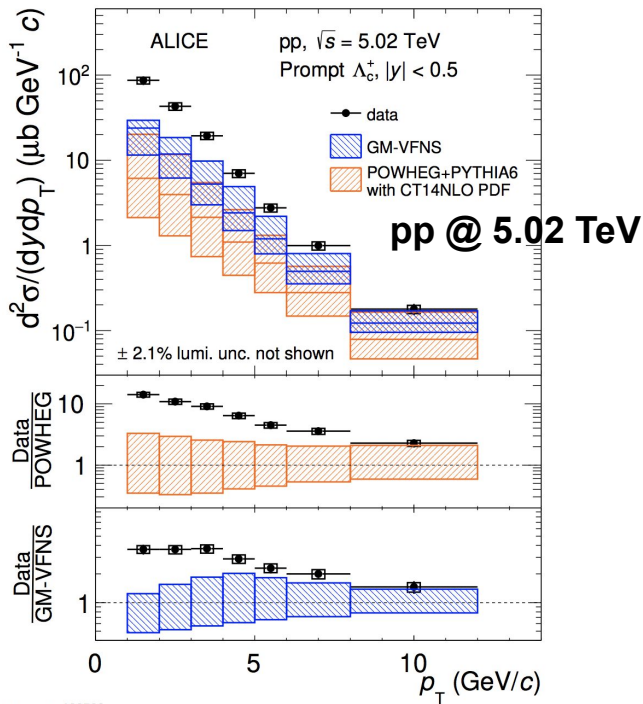 ALICE
pp, √s = 5.02 TeV
Prompt Λc+, |y| < 0.5
data
GM-VFNS
POWHEG+PYTHIA6
with CT14NLO PDF
pp @ 5.02 TeV
d²σ/(dydpT) (μb GeV⁻¹ c)
10²
10
1
10⁻¹
± 2.1% lumi. unc. not shown
Data
POWHEG
10
1
Data
GM-VFNS
1
0 5 10
pT (GeV/c)